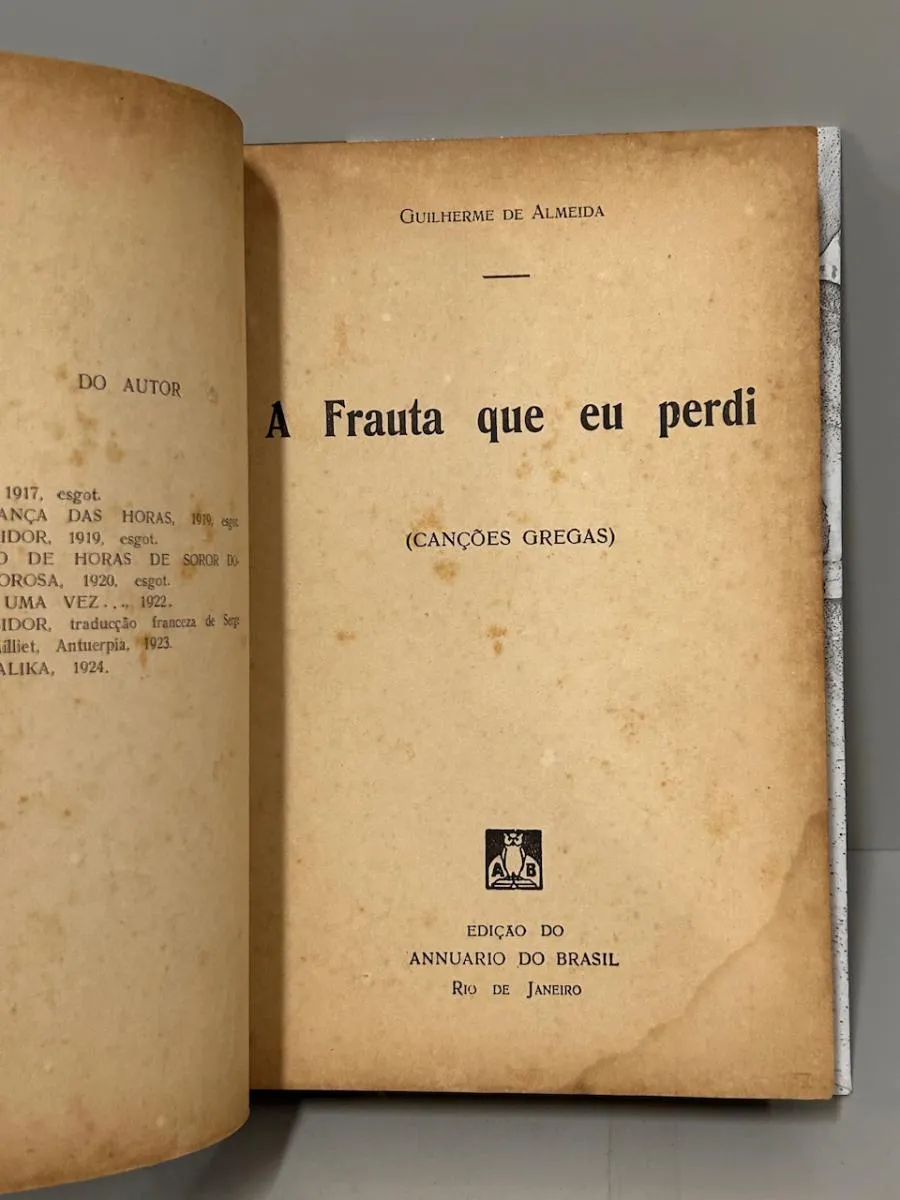 DO AUTOR
1917, esgot.
ANÇA DAS HORAS, 1919, esgot.
IDOR, 1919, esgot.
O DE HORAS DE SOROR DO-
OROSA, 1920, esgot.
UMA VEZ..., 1922.
IDOR, traducção franceza de Serge
illiet, Antuerpia, 1923.
ALIKA, 1924.
GUILHERME DE ALMEIDA
A Frauta que eu perdi
(CANÇÕES GREGAS)
A B
EDIÇÃO DO
ANNUARIO DO BRASIL
RIO DE JANEIRO